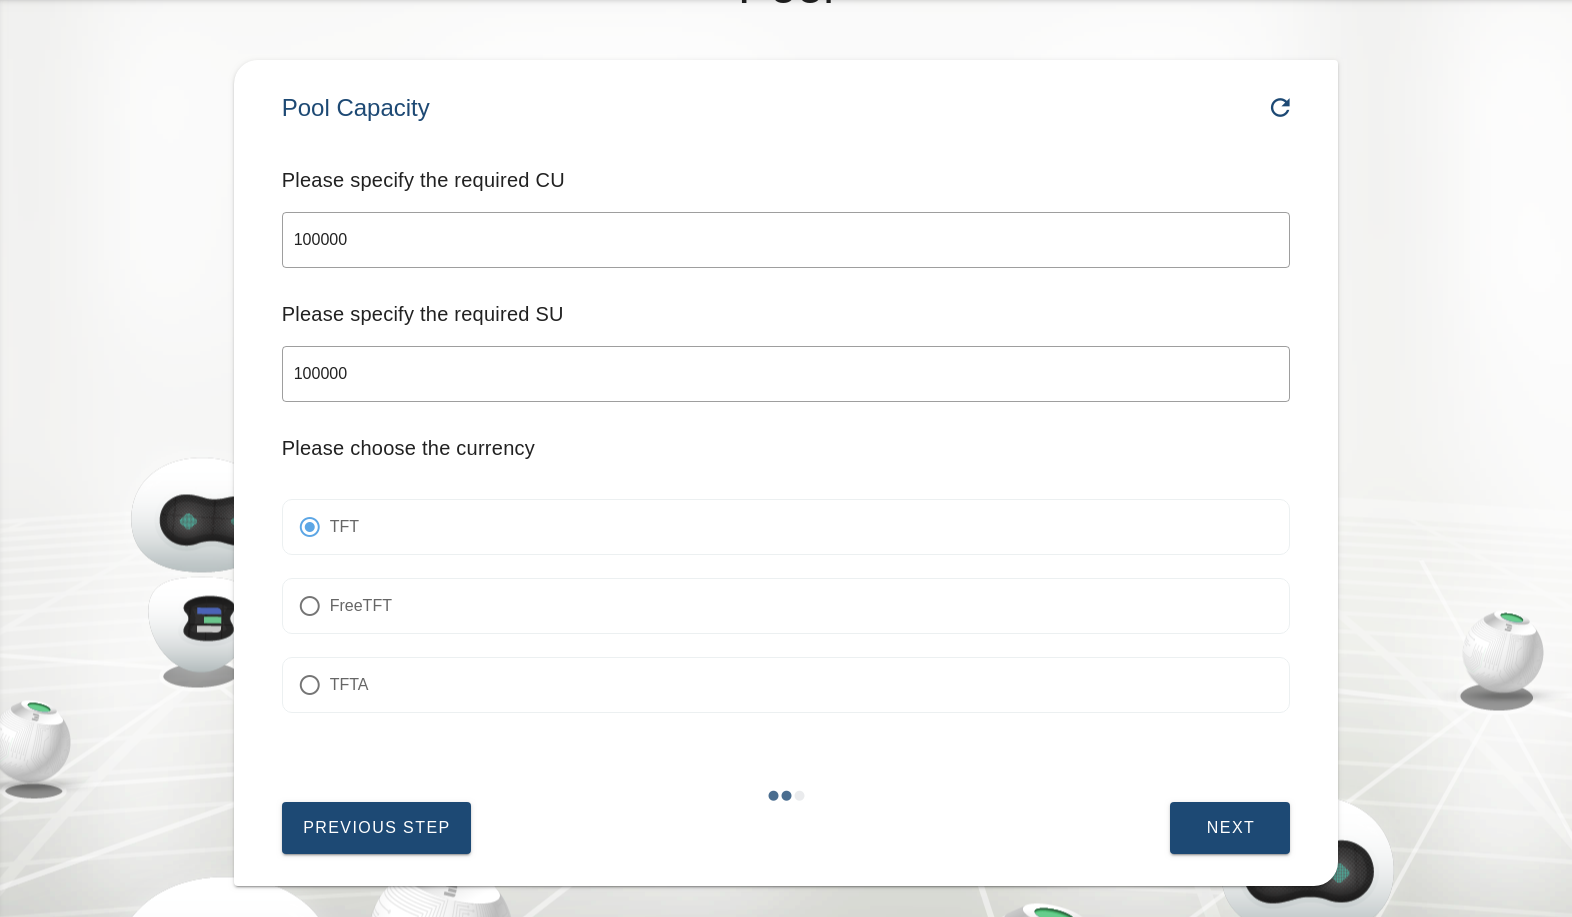 Pool Capacity
Please specify the required CU
100000
Please specify the required SU
100000
Please choose the currency
TFT
FreeTFT
TFTA
PREVIOUS STEP
NEXT